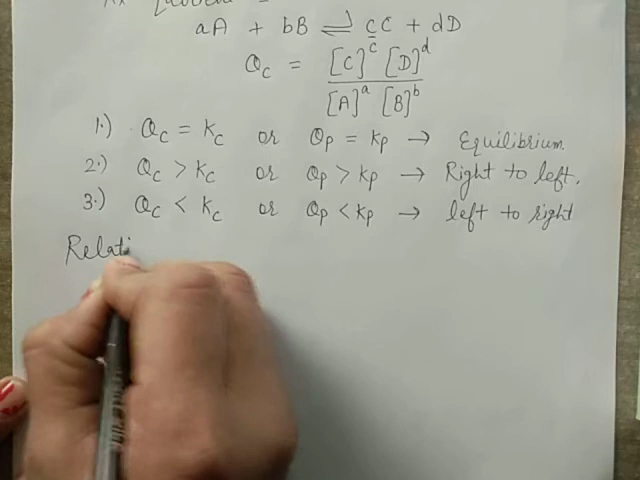 aA + bB ⇌ cC + dD
Qc = [C]^c [D]^d / [A]^a [B]^b
1.) Qc = Kc or Qp = Kp → Equilibrium
2.) Qc > Kc or Qp > Kp → Right to left.
3.) Qc < Kc or Qp < Kp → left to right
Relati